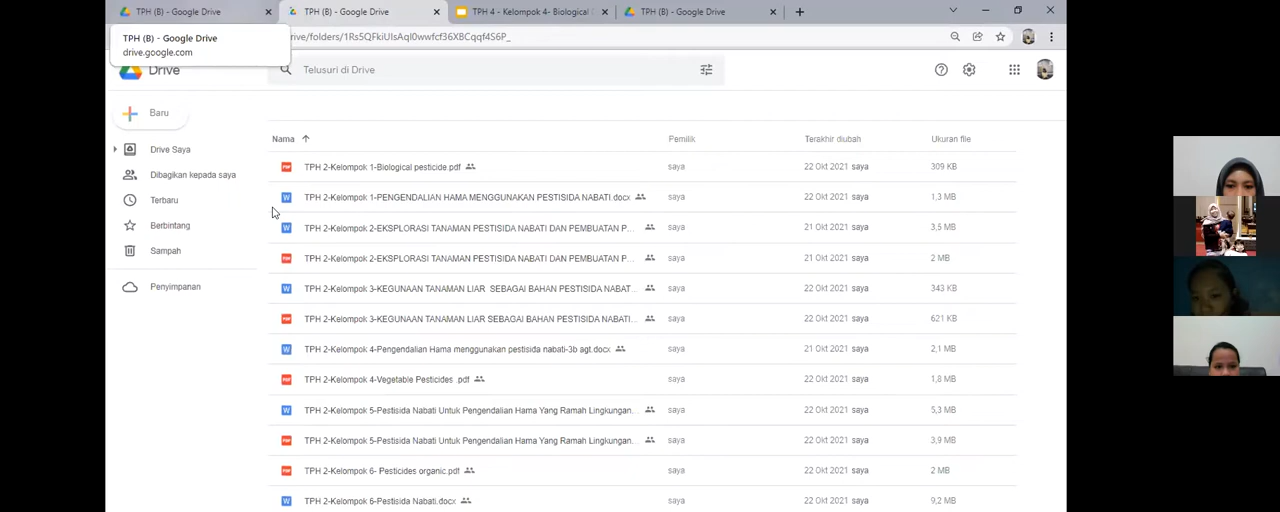 TPH (B) - Google Drive
TPH (B) - Google Drive
TPH 4 - Kelompok 4- Biological
TPH (B) - Google Drive
TPH (B) - Google Drive
drive.google.com
rive/folders/1Rs5QFkiUlsAql0wwfcf36XBCqqf4S6P_
Drive
Telusuri di Drive
Baru
Drive Saya
Dibagikan kepada saya
Terbaru
Berbintang
Sampah
Penyimpanan
Nama Pemilik Terakhir diubah Ukuran file
TPH 2-Kelompok 1-Biological pesticide.pdf saya 22 Okt 2021 saya 309 KB
TPH 2-Kelompok 1-PENGENDALIAN HAMA MENGGUNAKAN PESTISIDA NABATI.docx saya 22 Okt 2021 saya 1,3 MB
TPH 2-Kelompok 2-EKSPLORASI TANAMAN PESTISIDA NABATI DAN PEMBUATAN P... saya 21 Okt 2021 saya 3,5 MB
TPH 2-Kelompok 2-EKSPLORASI TANAMAN PESTISIDA NABATI DAN PEMBUATAN P... saya 21 Okt 2021 saya 2 MB
TPH 2-Kelompok 3-KEGUNAAN TANAMAN LIAR SEBAGAI BAHAN PESTISIDA NABAT... saya 22 Okt 2021 saya 343 KB
TPH 2-Kelompok 3-KEGUNAAN TANAMAN LIAR SEBAGAI BAHAN PESTISIDA NABATI... saya 22 Okt 2021 saya 621 KB
TPH 2-Kelompok 4-Pengendalian Hama menggunakan pestisida nabati-3b agt.docx saya 21 Okt 2021 saya 2,1 MB
TPH 2-Kelompok 4-Vegetable Pesticides .pdf saya 22 Okt 2021 saya 1,8 MB
TPH 2-Kelompok 5-Pestisida Nabati Untuk Pengendalian Hama Yang Ramah Lingkungan... saya 22 Okt 2021 saya 5,3 MB
TPH 2-Kelompok 5-Pestisida Nabati Untuk Pengendalian Hama Yang Ramah Lingkungan... saya 22 Okt 2021 saya 3,9 MB
TPH 2-Kelompok 6- Pesticides organic.pdf saya 22 Okt 2021 saya 2 MB
TPH 2-Kelompok 6-Pestisida Nabati.docx saya 22 Okt 2021 saya 9,2 MB